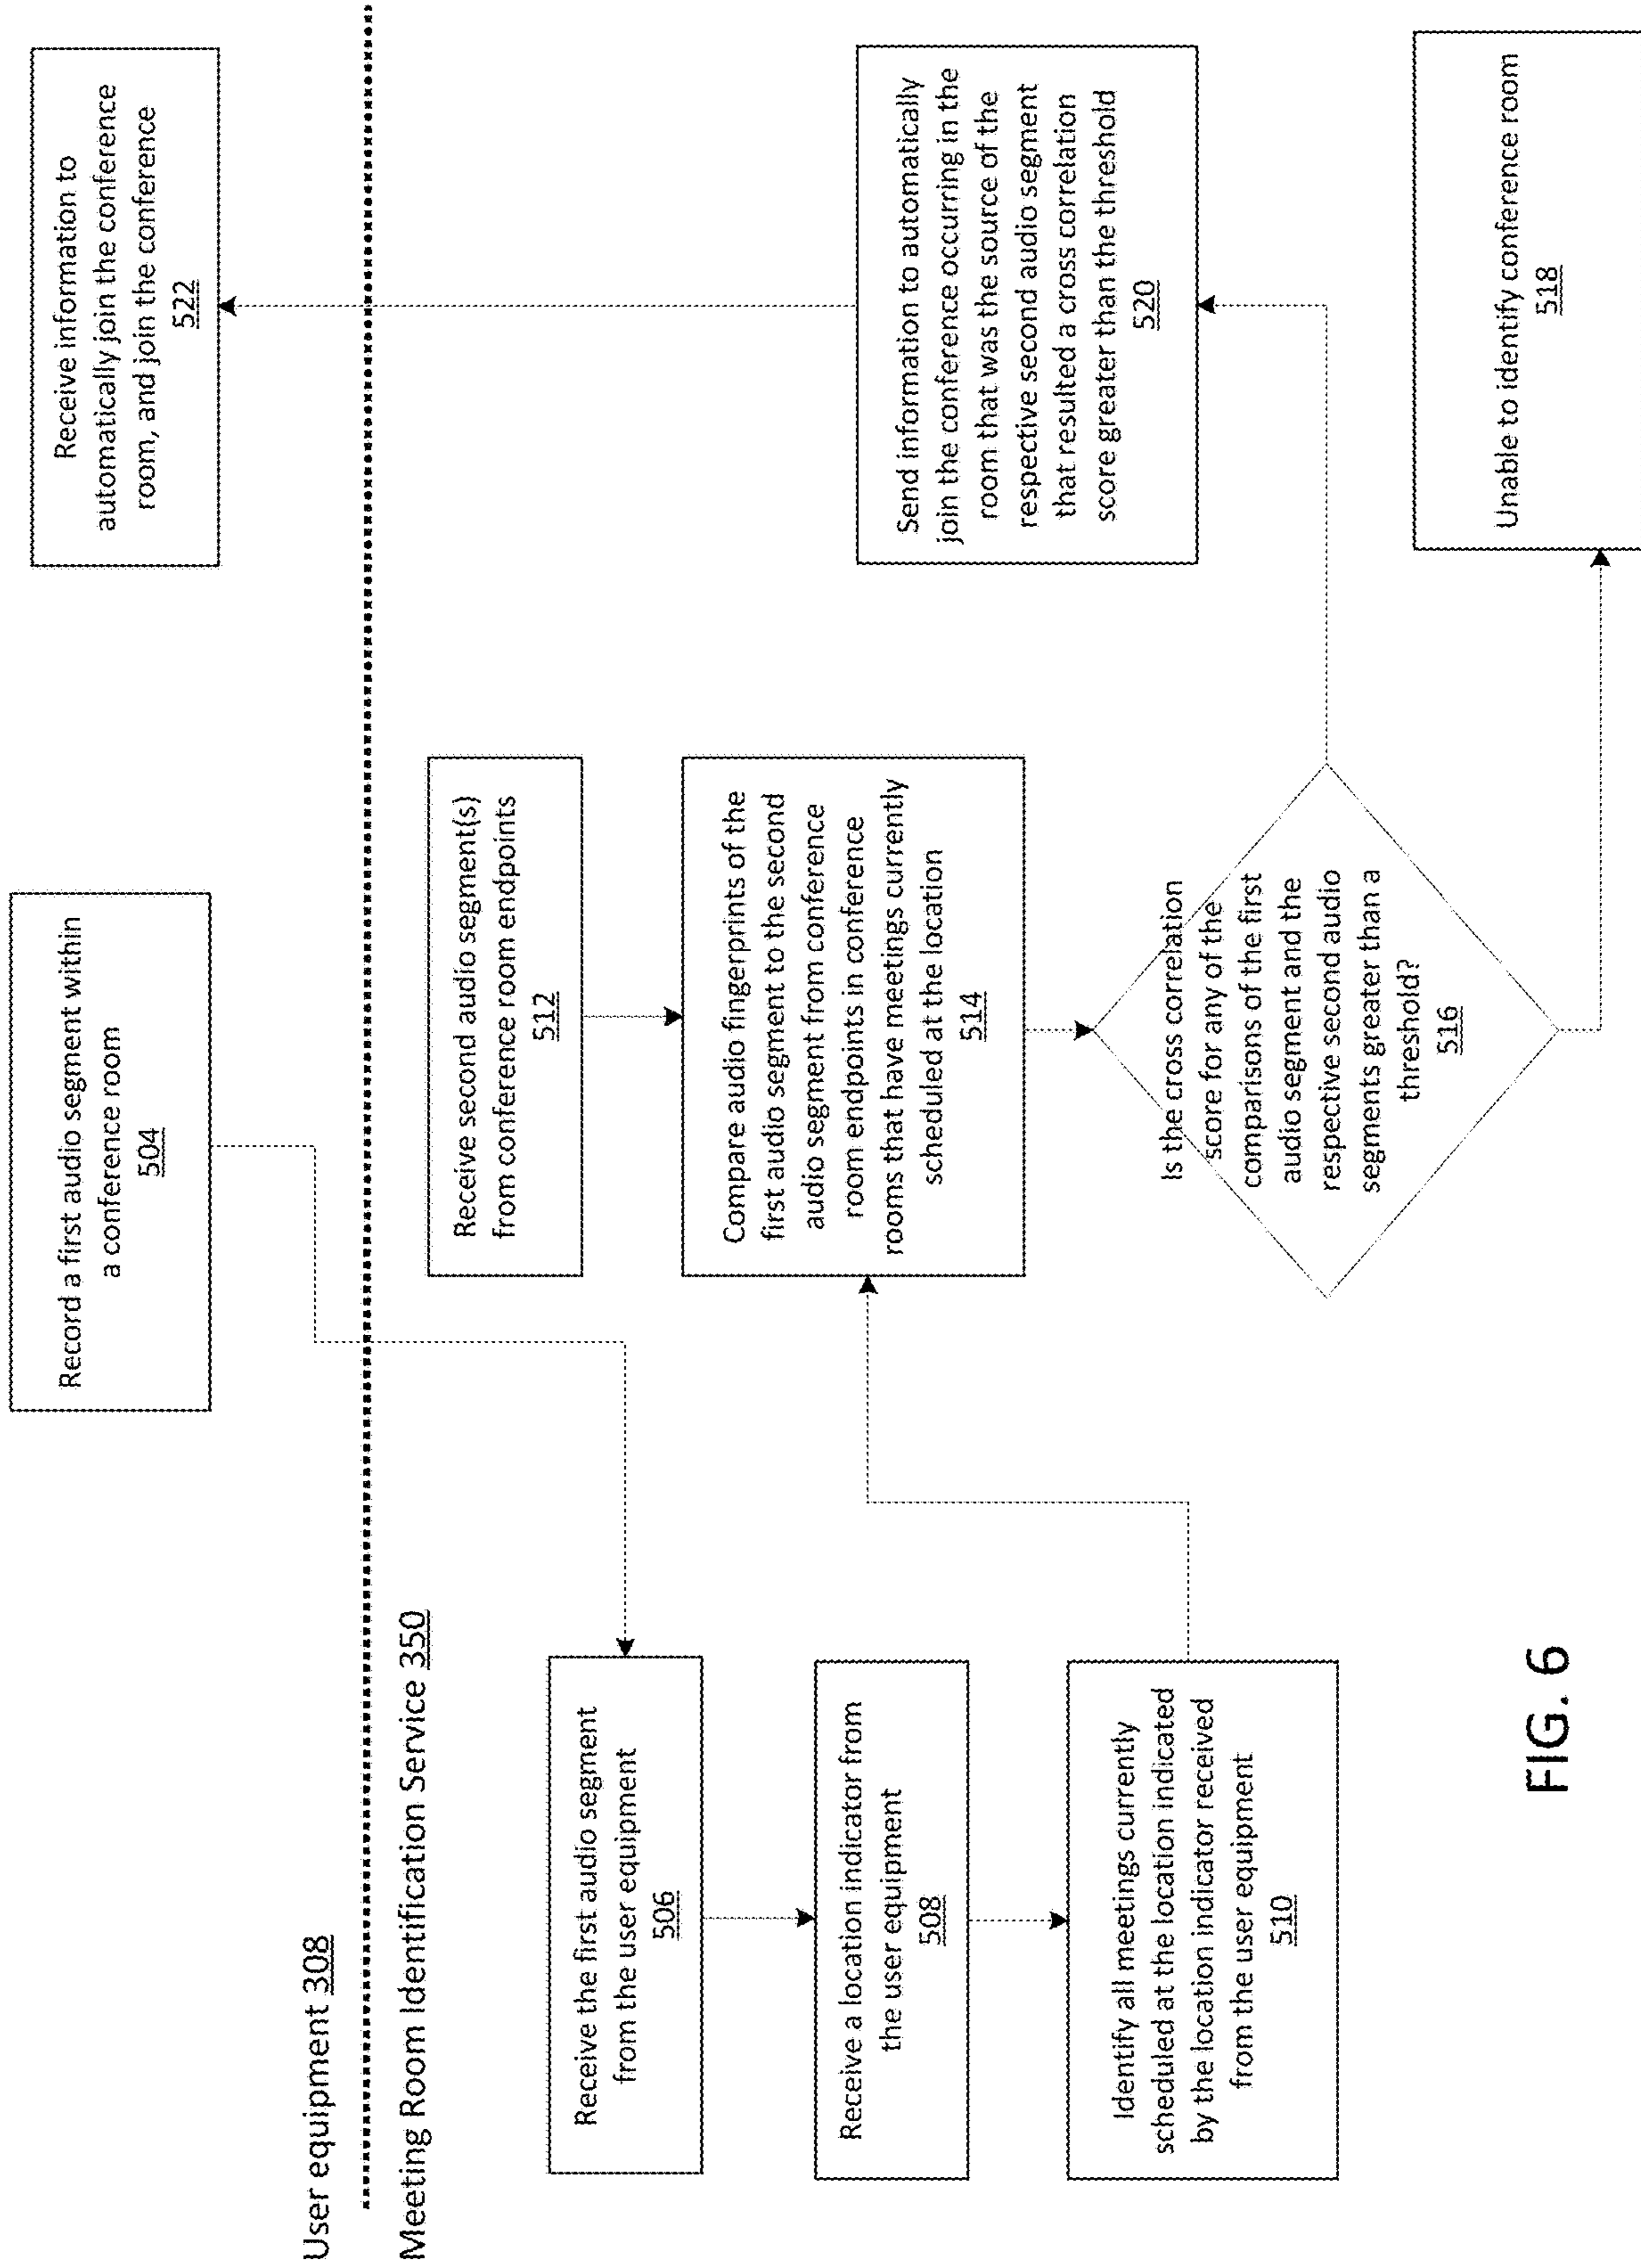 Record a first audio segment within
a conference room
504
Receive information to
automatically join the conference
room, and join the conference
522
User equipment 308
Meeting Room Identification Service 350
Receive the first audio segment
from the user equipment
506
Receive a location indicator from
the user equipment
508
Identify all meetings currently
scheduled at the location indicated
by the location indicator received
from the user equipment
510
Receive second audio segment(s)
from conference room endpoints
512
Compare audio fingerprints of the
first audio segment to the second
audio segment from conference
room endpoints in conference
rooms that have meetings currently
scheduled at the location
514
Is the cross correlation
score for any of the
comparisons of the first
audio segment and the
respective second audio
segments greater than a
threshold?
516
Send information to automatically
join the conference occurring in the
room that was the source of the
respective second audio segment
that resulted a cross correlation
score greater than the threshold
520
Unable to identify conference room
518
FIG. 6